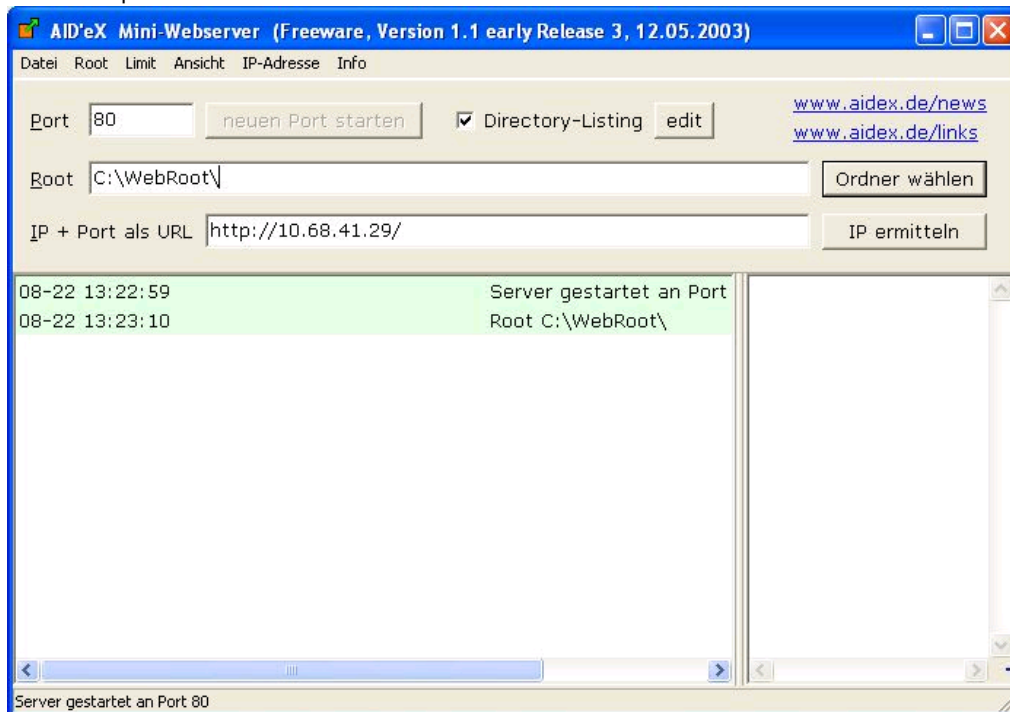 AID'eX Mini-Webserver (Freeware, Version 1.1 early Release 3, 12.05.2003)
Datei Root Limit Ansicht IP-Adresse Info
Port 80 neuen Port starten Directory-Listing edit
www.aidex.de/news
www.aidex.de/links
Root C:\WebRoot\ Ordner wählen
IP + Port als URL http://10.68.41.29/ IP ermitteln
08-22 13:22:59 Server gestartet an Port
08-22 13:23:10 Root C:\WebRoot\
Server gestartet an Port 80